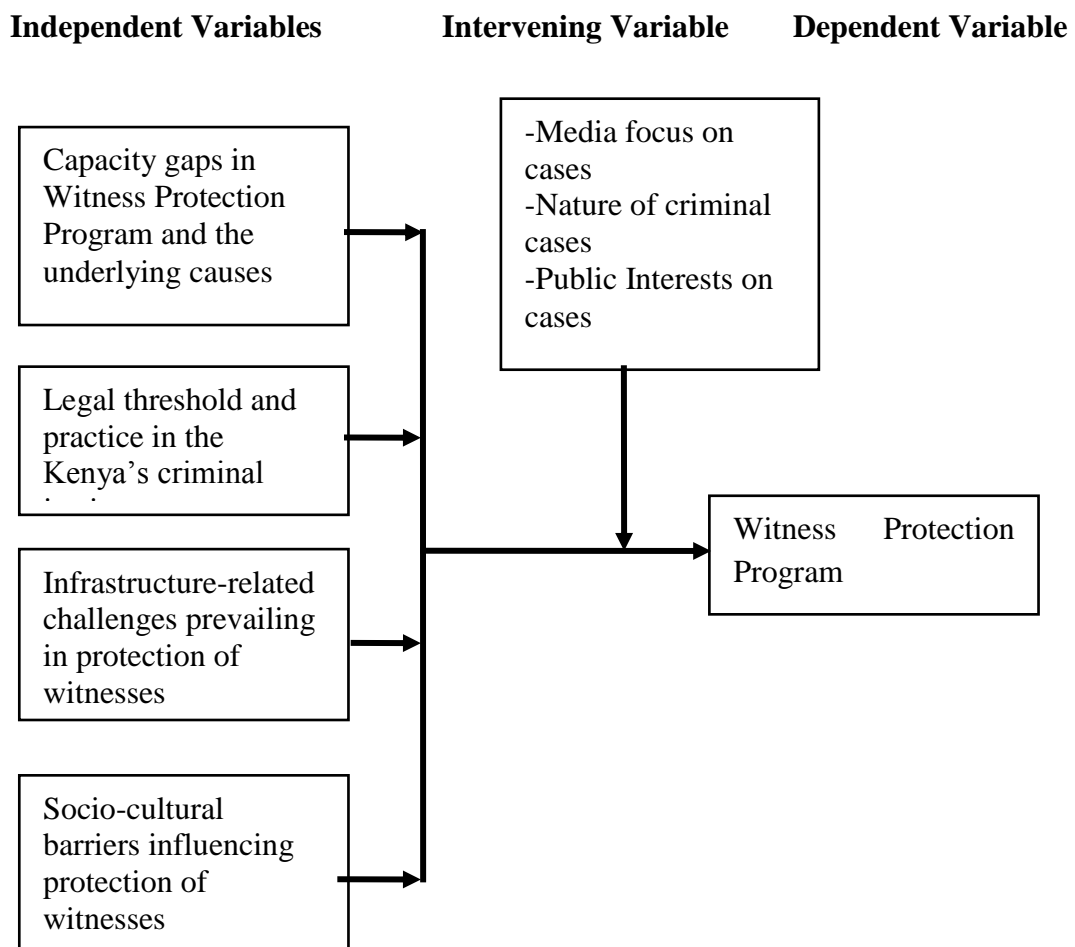 Independent Variables Intervening Variable Dependent Variable
Capacity gaps in
Witness Protection
Program and the
underlying causes
-Media focus on
cases
-Nature of criminal
cases
-Public Interests on
cases
Legal threshold and
practice in the
Kenya’s criminal
Witness Protection
Program
Infrastructure-related
challenges prevailing
in protection of
witnesses
Socio-cultural
barriers influencing
protection of
witnesses